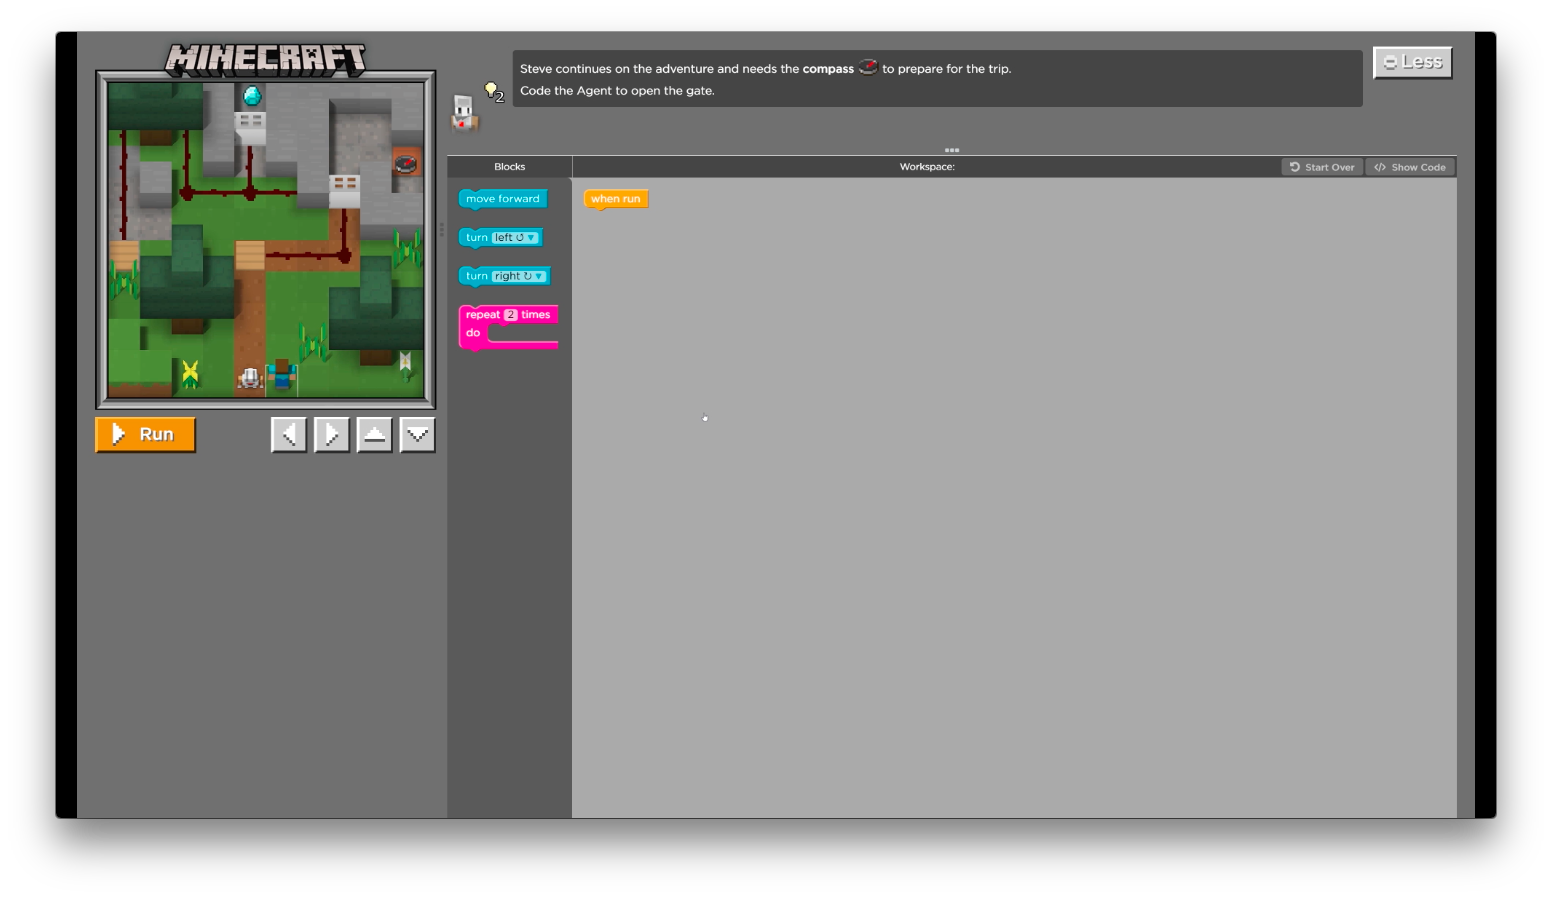 MINECRAFT
2
Steve continues on the adventure and needs the compass to prepare for the trip.
Code the Agent to open the gate.
Less
Blocks
Workspace:
Start Over
</> Show Code
move forward
when run
turn left ↺ ▼
turn right ↻ ▼
repeat 2 times
do
Run